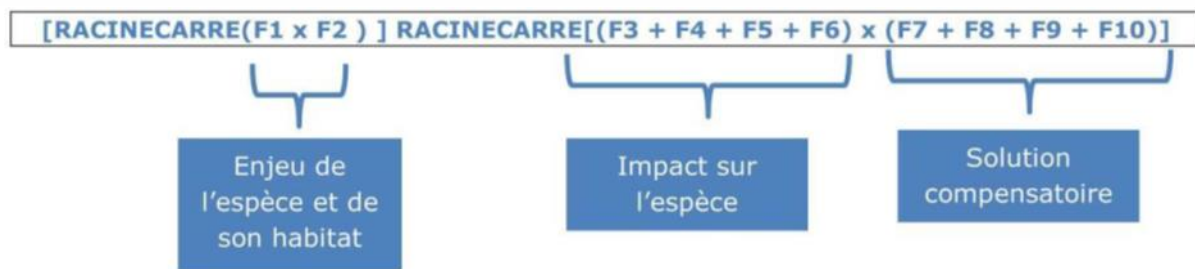 [RACINECARRE(F1 x F2 ) ] RACINECARRE[(F3 + F4 + F5 + F6) x (F7 + F8 + F9 + F10)]
Enjeu de
l'espèce et de
son habitat
Impact sur
l'espèce
Solution
compensatoire